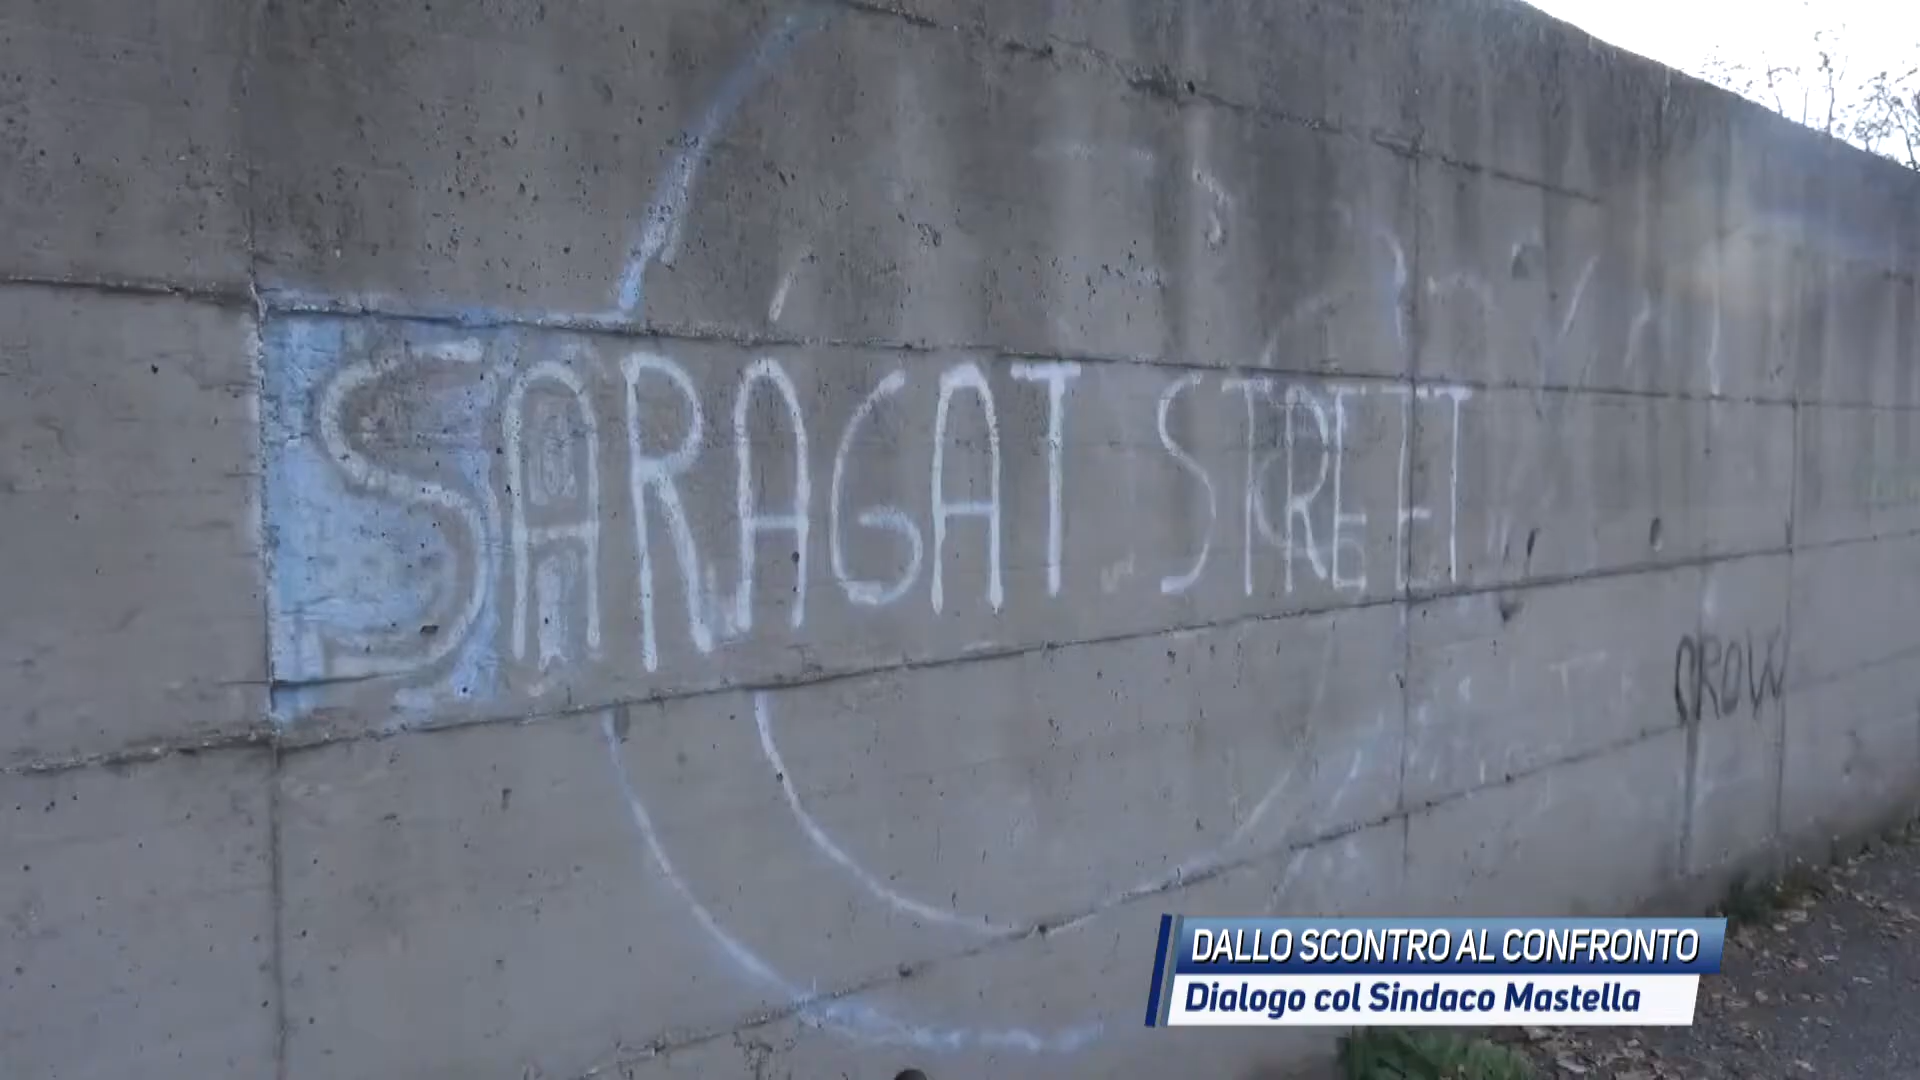 SARAGAT STREET
CROW
DALLO SCONTRO AL CONFRONTO
Dialogo col Sindaco Mastella